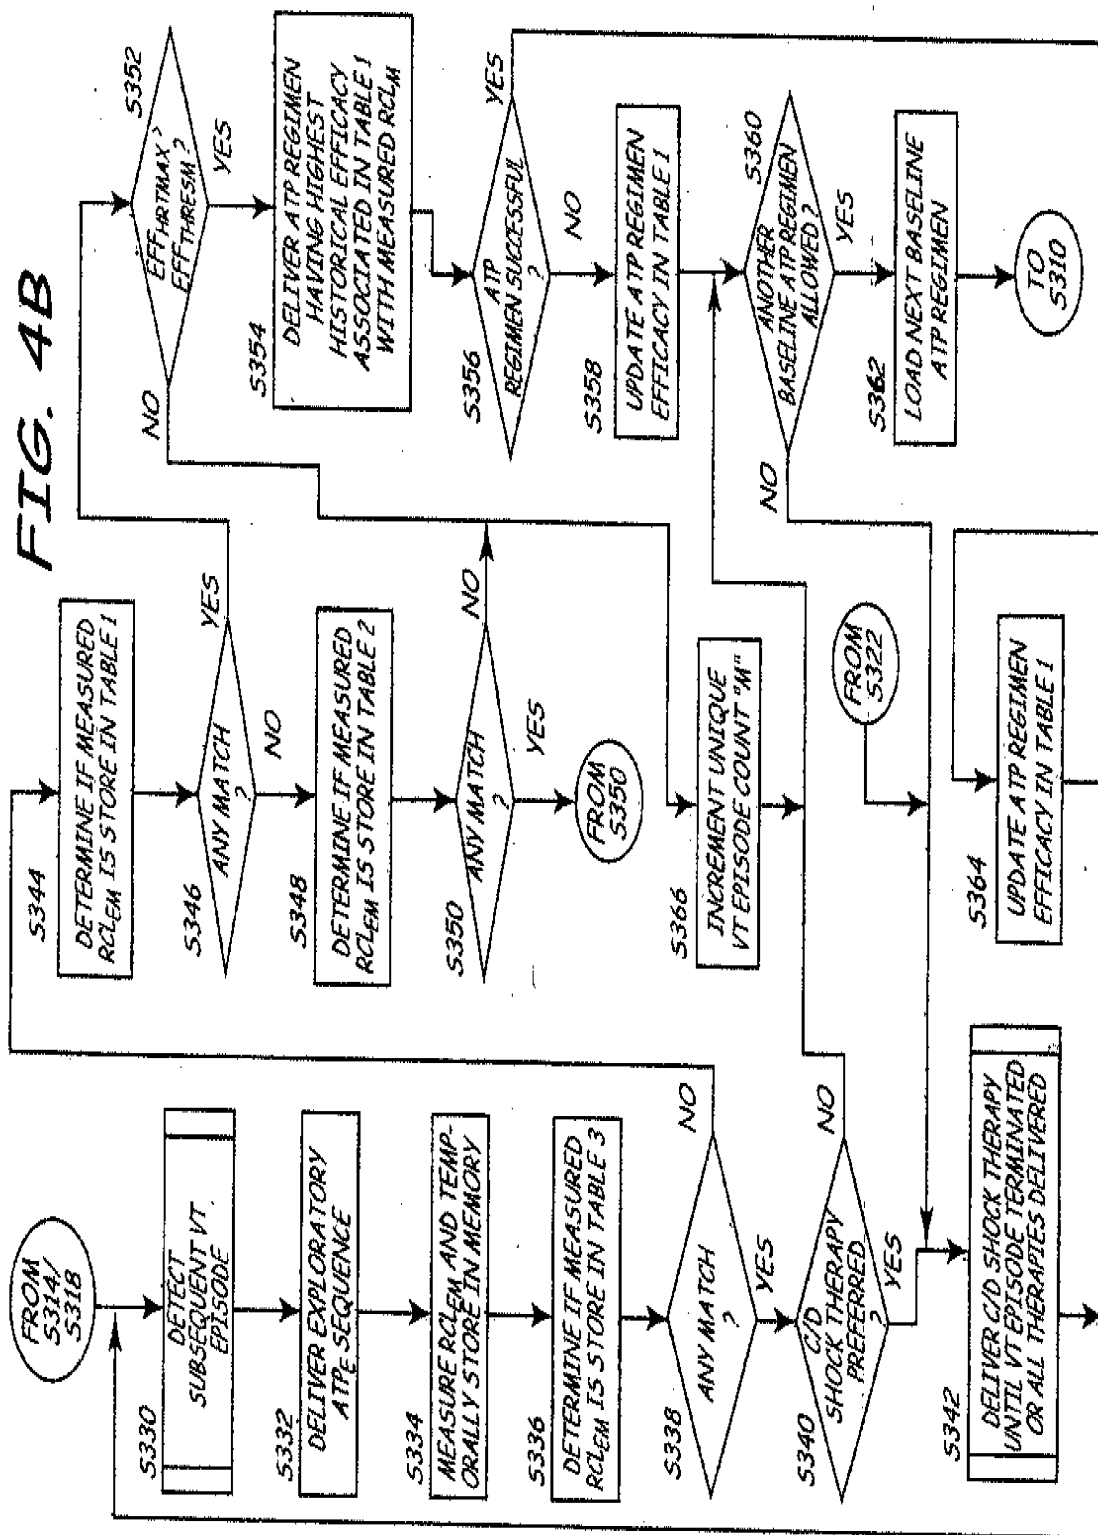 FIG. 4B
FROM
S314/
S318
S330
DETECT
SUBSEQUENT VT
EPISODE
S332
DELIVER EXPLORATORY
ATPE SEQUENCE
S334
MEASURE RCLEM AND TEMP-
ORALLY STORE IN MEMORY
S336
DETERMINE IF MEASURED
RCLEM IS STORE IN TABLE 3
S338
ANY MATCH
?
NO
YES
S340
C/D
SHOCK THERAPY
PREFERRED
?
NO
YES
S342
DELIVER C/D SHOCK THERAPY
UNTIL VT EPISODE TERMINATED
OR ALL THERAPIES DELIVERED
S344
DETERMINE IF MEASURED
RCLEM IS STORE IN TABLE 1
S346
ANY MATCH
?
YES
NO
S348
DETERMINE IF MEASURED
RCLEM IS STORE IN TABLE 2
S350
ANY MATCH
?
NO
YES
FROM
S350
S366
INCREMENT UNIQUE
VT EPISODE COUNT "M"
FROM
S322
S364
UPDATE ATP REGIMEN
EFFICACY IN TABLE 1
S352
EFFHRTMAX >
EFFTHRESM ?
NO
YES
S354
DELIVER ATP REGIMEN
HAVING HIGHEST
HISTORICAL EFFICACY
ASSOCIATED IN TABLE 1
WITH MEASURED RCLM
S356
ATP
REGIMEN SUCCESSFUL
?
YES
NO
S358
UPDATE ATP REGIMEN
EFFICACY IN TABLE 1
S360
ANOTHER
BASELINE ATP REGIMEN
ALLOWED ?
NO
YES
S362
LOAD NEXT BASELINE
ATP REGIMEN
TO
S310